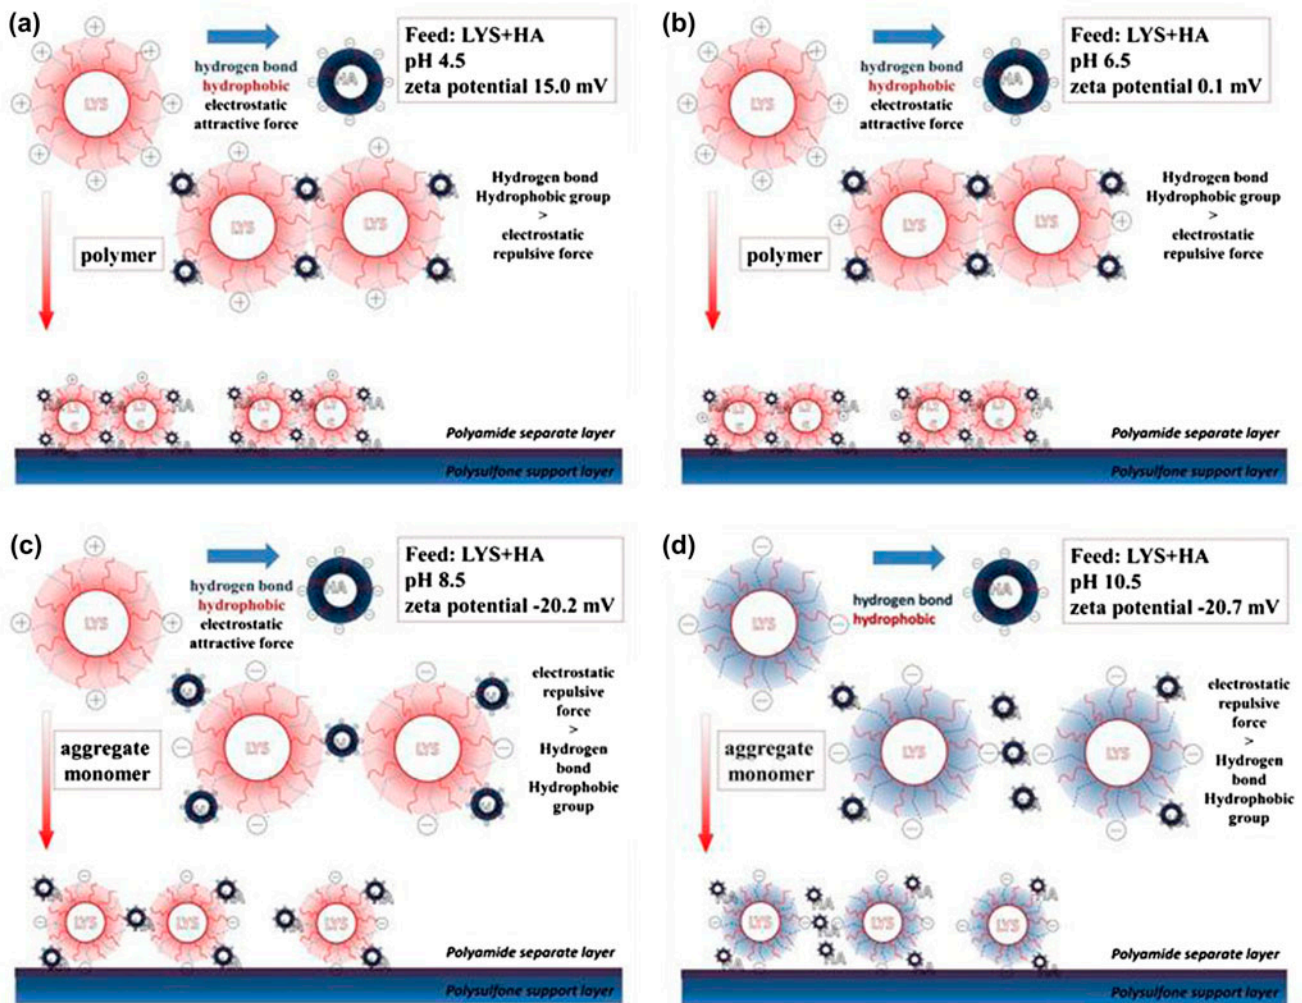 (a)
LYS
hydrogen bond
hydrophobic
electrostatic
attractive force
HA
Feed: LYS+HA
pH 4.5
zeta potential 15.0 mV
LYS
LYS
Hydrogen bond
Hydrophobic group
>
electrostatic
repulsive force
polymer
Polyamide separate layer
Polysulfone support layer
(b)
LYS
hydrogen bond
hydrophobic
electrostatic
attractive force
HA
Feed: LYS+HA
pH 6.5
zeta potential 0.1 mV
LYS
LYS
Hydrogen bond
Hydrophobic group
>
electrostatic
repulsive force
polymer
Polyamide separate layer
Polysulfone support layer
(c)
LYS
hydrogen bond
hydrophobic
electrostatic
attractive force
HA
Feed: LYS+HA
pH 8.5
zeta potential -20.2 mV
LYS
LYS
electrostatic
repulsive
force
>
Hydrogen
bond
Hydrophobic
group
aggregate
monomer
LYS
LYS
LYS
HA
HA
HA
Polyamide separate layer
Polysulfone support layer
(d)
LYS
hydrogen bond
hydrophobic
HA
Feed: LYS+HA
pH 10.5
zeta potential -20.7 mV
LYS
LYS
electrostatic
repulsive
force
>
Hydrogen
bond
Hydrophobic
group
aggregate
monomer
LYS
LYS
LYS
HA
HA
HA
Polyamide separate layer
Polysulfone support layer